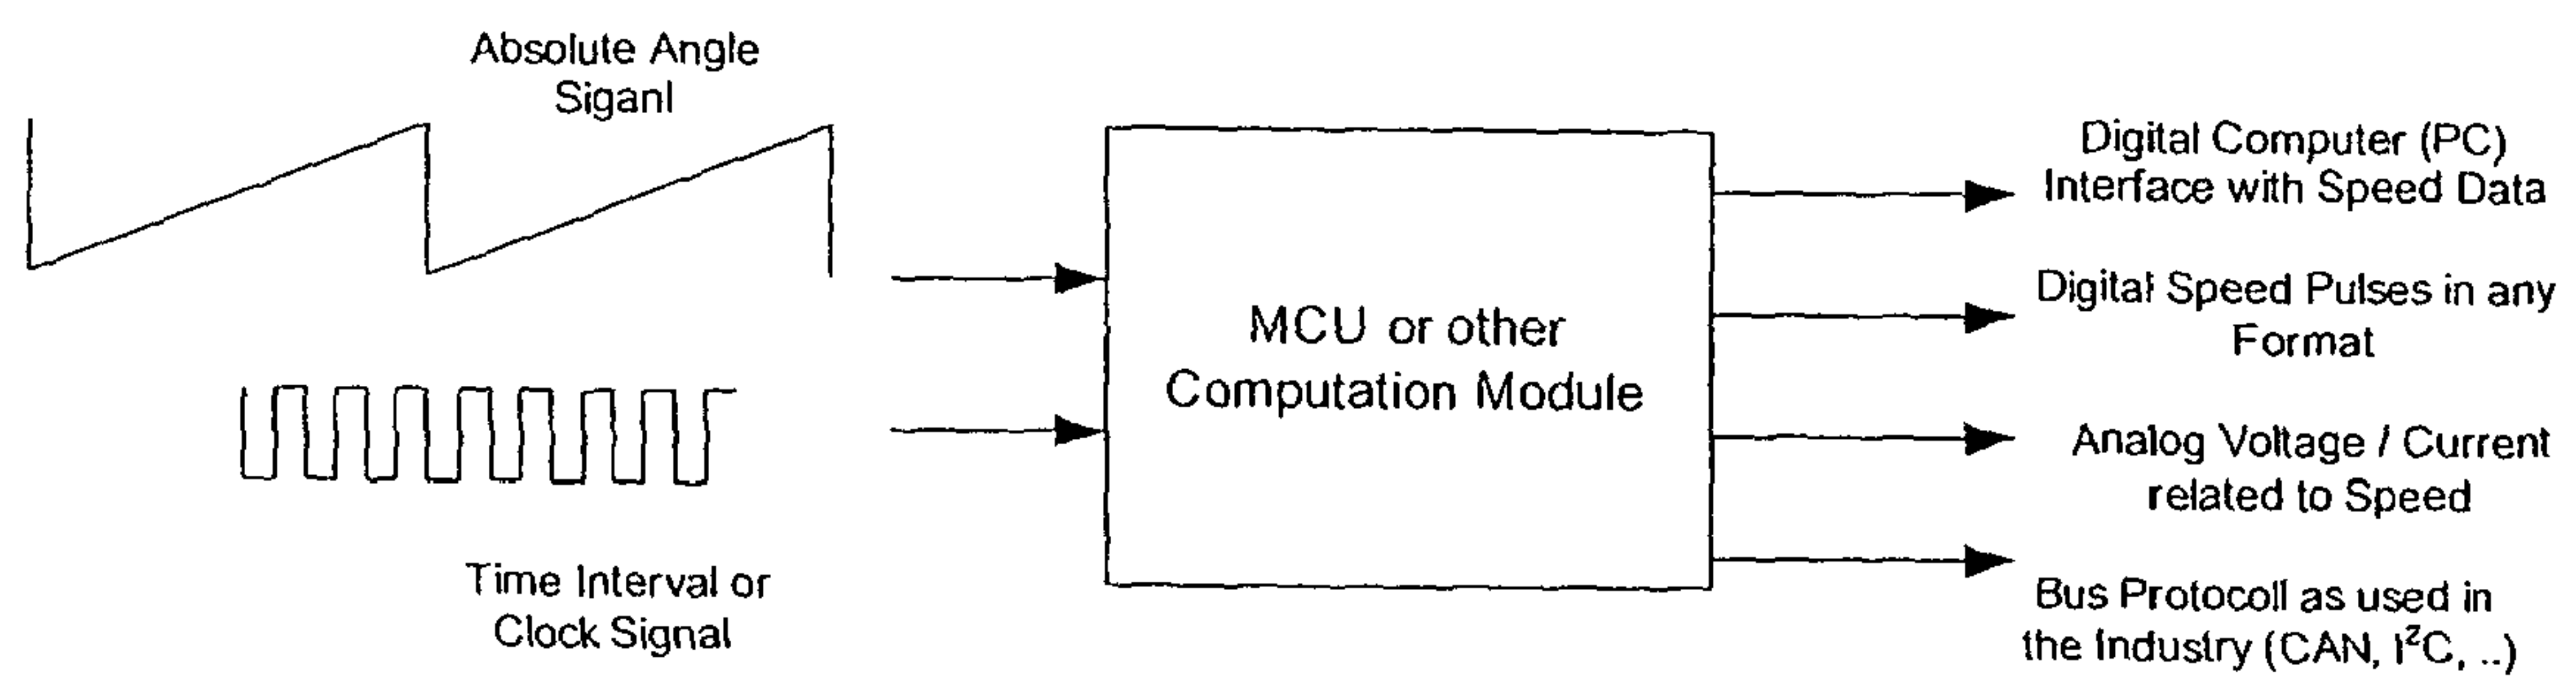 Absolute Angle
Siganl
Time Interval or
Clock Signal
MCU or other
Computation Module
Digital Computer (PC)
Interface with Speed Data
Digital Speed Pulses in any
Format
Analog Voltage / Current
related to Speed
Bus Protocoll as used in
the Industry (CAN, I²C, ..)